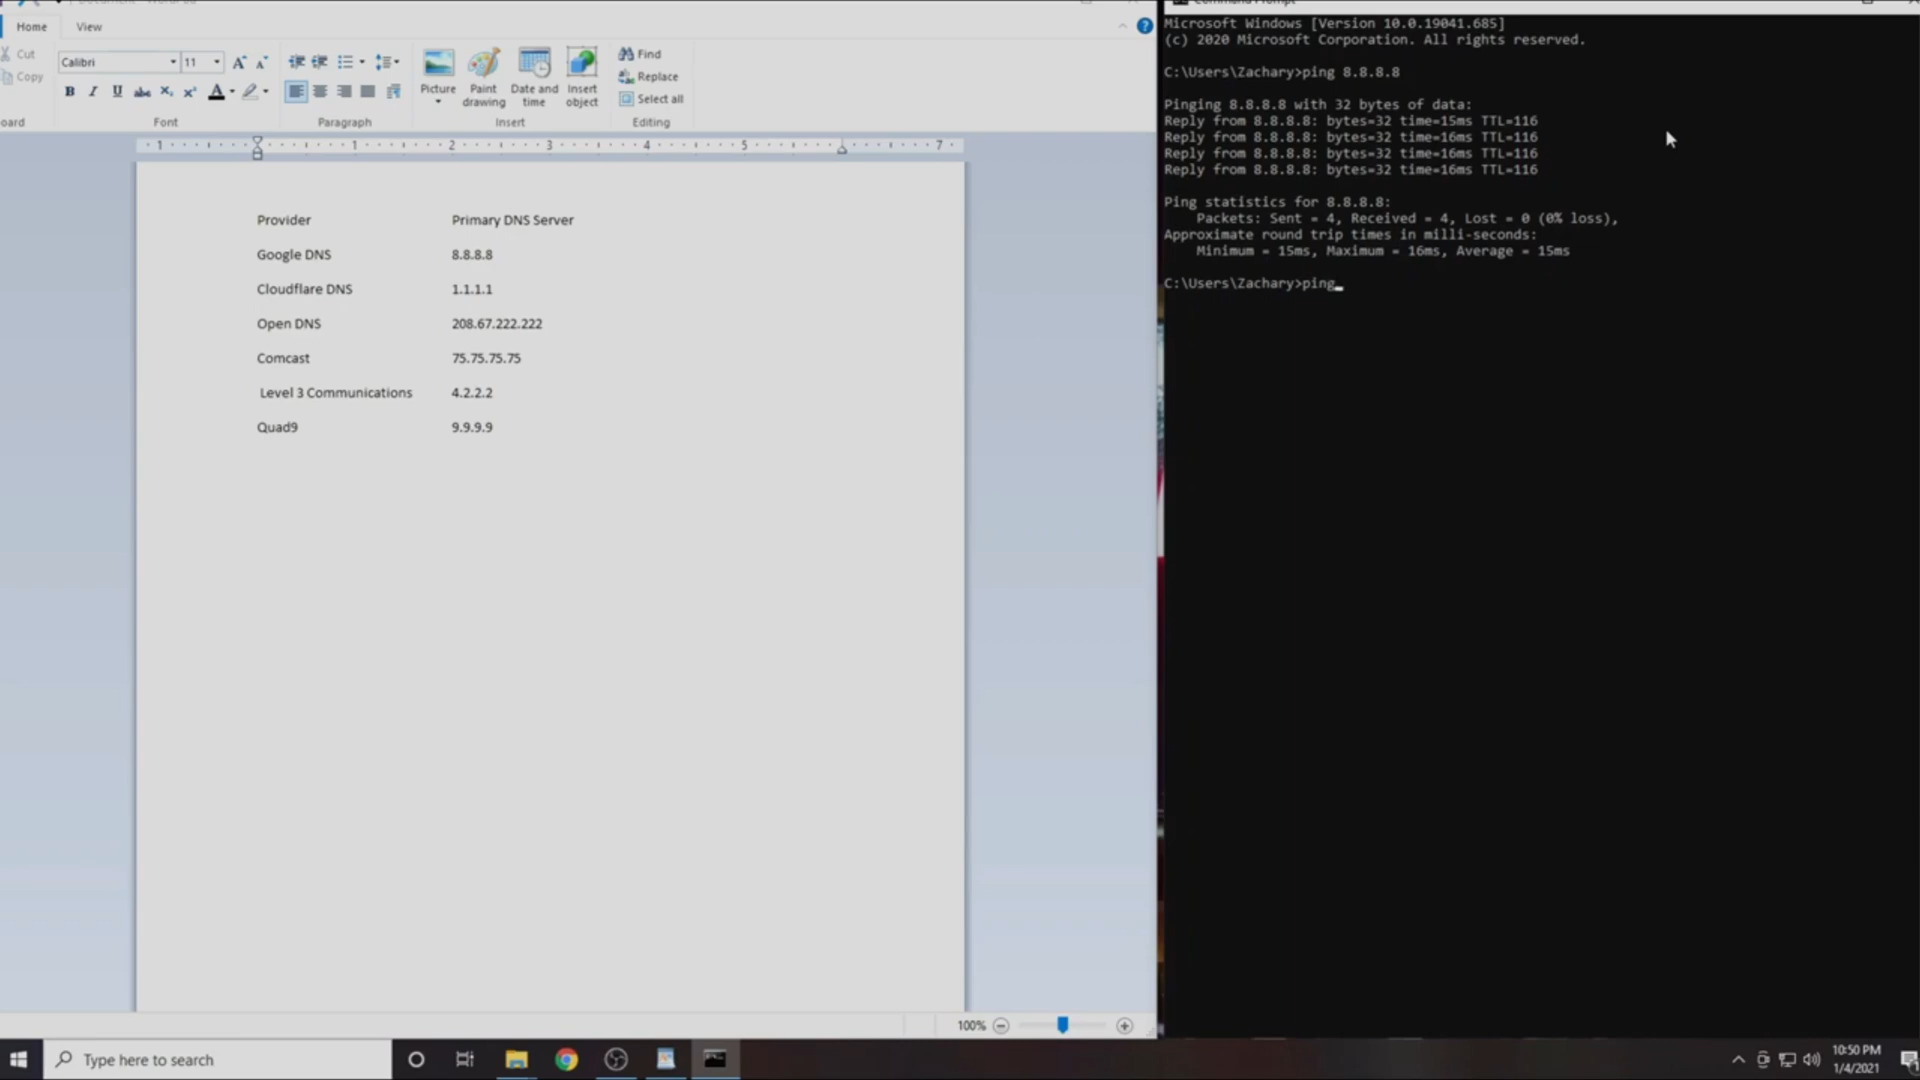 Home View
Cut
Copy
Calibri 11
Picture
Paint drawing
Date and time
Insert object
Find
Replace
Select all
Font Paragraph Insert Editing
1 1 2 3 4 5 7
Provider Primary DNS Server
Google DNS 8.8.8.8
Cloudflare DNS 1.1.1.1
Open DNS 208.67.222.222
Comcast 75.75.75.75
Level 3 Communications 4.2.2.2
Quad9 9.9.9.9
100%
Microsoft Windows [Version 10.0.19041.685]
(c) 2020 Microsoft Corporation. All rights reserved.
C:\Users\Zachary>ping 8.8.8.8
Pinging 8.8.8.8 with 32 bytes of data:
Reply from 8.8.8.8: bytes=32 time=15ms TTL=116
Reply from 8.8.8.8: bytes=32 time=16ms TTL=116
Reply from 8.8.8.8: bytes=32 time=16ms TTL=116
Reply from 8.8.8.8: bytes=32 time=16ms TTL=116
Ping statistics for 8.8.8.8:
Packets: Sent = 4, Received = 4, Lost = 0 (0% loss),
Approximate round trip times in milli-seconds:
Minimum = 15ms, Maximum = 16ms, Average = 15ms
C:\Users\Zachary>ping
Type here to search
10:50 PM
1/4/2021